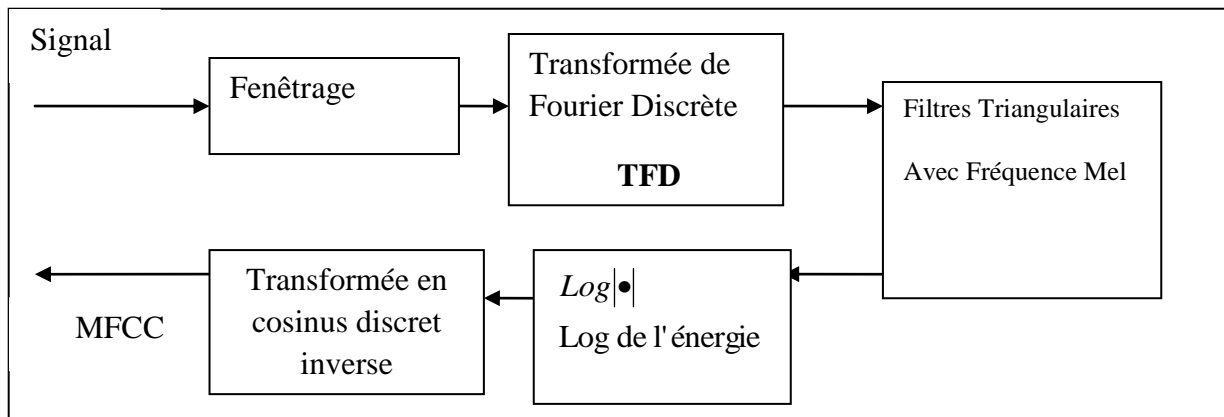 Signal
Fenêtrage
Transformée de
Fourier Discrète
TFD
Filtres Triangulaires
Avec Fréquence Mel
Log|•|
Log de l'énergie
Transformée en
cosinus discret
inverse
MFCC